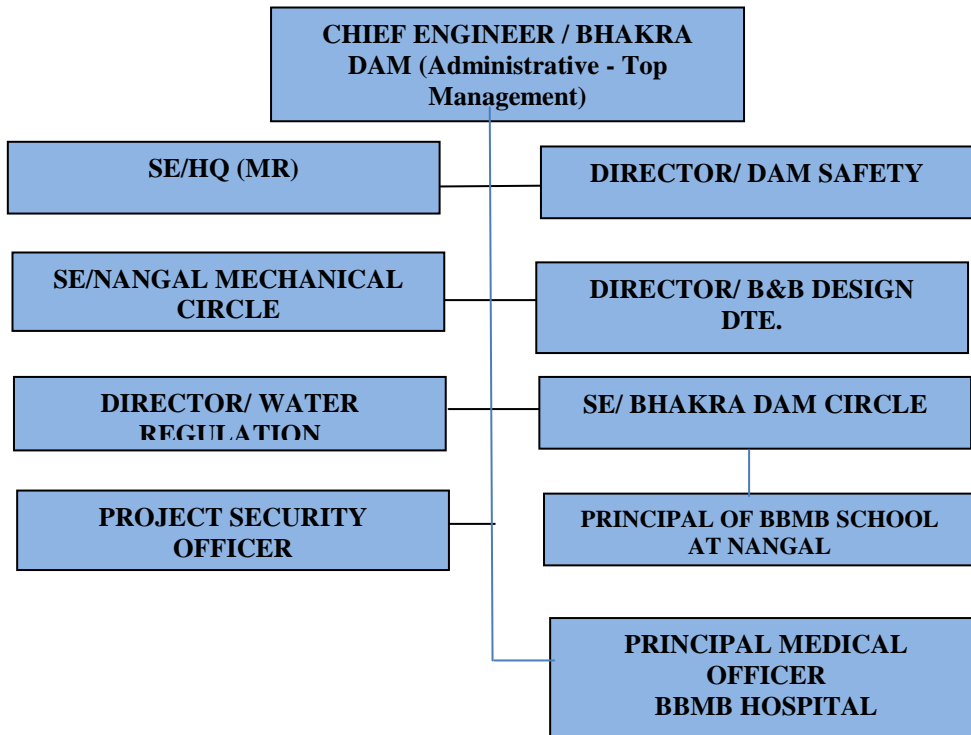 CHIEF ENGINEER / BHAKRA
DAM (Administrative - Top
Management)
SE/HQ (MR)
DIRECTOR/ DAM SAFETY
SE/NANGAL MECHANICAL
CIRCLE
DIRECTOR/ B&B DESIGN
DTE.
DIRECTOR/ WATER
REGULATION
SE/ BHAKRA DAM CIRCLE
PROJECT SECURITY
OFFICER
PRINCIPAL OF BBMB SCHOOL
AT NANGAL
PRINCIPAL MEDICAL
OFFICER
BBMB HOSPITAL